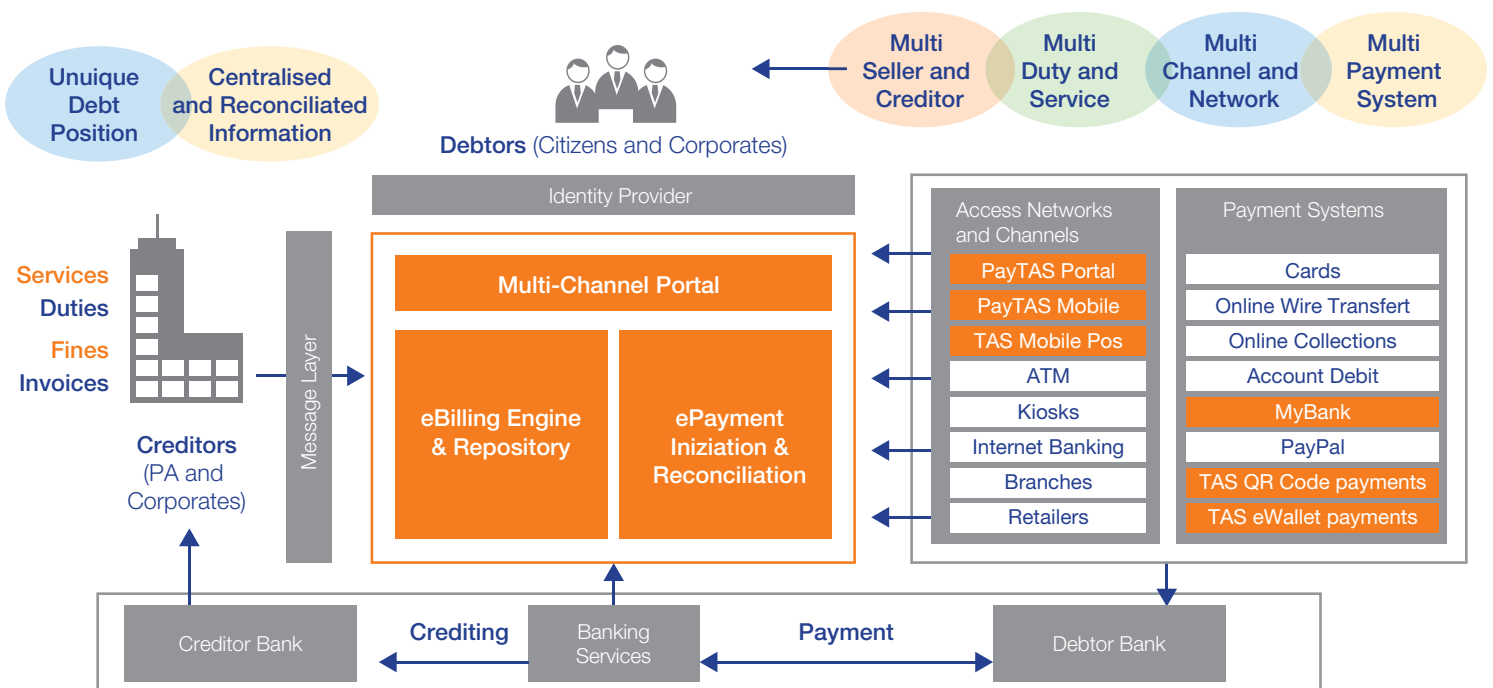 Unuique
Debt
Position
Centralised
and Reconciliated
Information
Debtors (Citizens and Corporates)
Multi
Seller and
Creditor
Multi
Duty and
Service
Multi
Channel and
Network
Multi
Payment
System
Services
Duties
Fines
Invoices
Creditors
(PA and
Corporates)
Message Layer
Identity Provider
Multi-Channel Portal
eBilling Engine
& Repository
ePayment
Iniziation &
Reconciliation
Access Networks
and Channels
PayTAS Portal
PayTAS Mobile
TAS Mobile Pos
ATM
Kiosks
Internet Banking
Branches
Retailers
Payment Systems
Cards
Online Wire Transfert
Online Collections
Account Debit
MyBank
PayPal
TAS QR Code payments
TAS eWallet payments
Creditor Bank
Crediting
Banking
Services
Payment
Debtor Bank